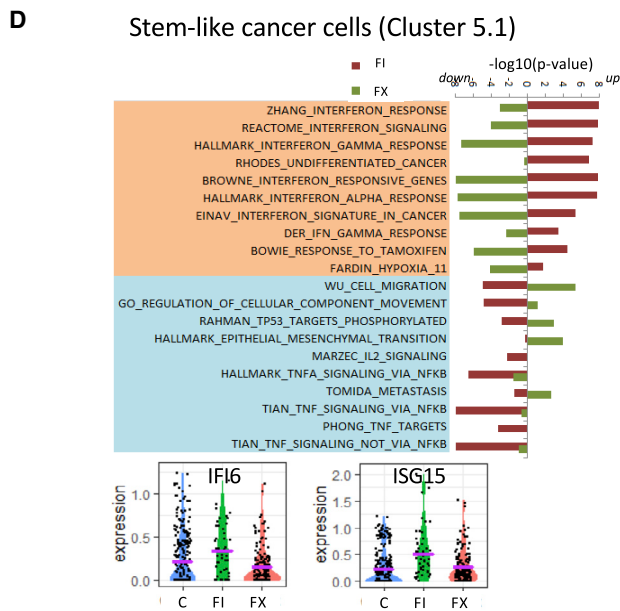 D
Stem-like cancer cells (Cluster 5.1)
FI
FX
-log10(p-value)
down
up
-8 -6 -4 -2 0 2 4 6 8
ZHANG_INTERFERON_RESPONSE
REACTOME_INTERFERON_SIGNALING
HALLMARK_INTERFERON_GAMMA_RESPONSE
RHODES_UNDIFFERENTIATED_CANCER
BROWNE_INTERFERON_RESPONSIVE_GENES
HALLMARK_INTERFERON_ALPHA_RESPONSE
EINAV_INTERFERON_SIGNATURE_IN_CANCER
DER_IFN_GAMMA_RESPONSE
BOWIE_RESPONSE_TO_TAMOXIFEN
FARDIN_HYPOXIA_11
WU_CELL_MIGRATION
GO_REGULATION_OF_CELLULAR_COMPONENT_MOVEMENT
RAHMAN_TP53_TARGETS_PHOSPHORYLATED
HALLMARK_EPITHELIAL_MESENCHYMAL_TRANSITION
MARZEC_IL2_SIGNALING
HALLMARK_TNFA_SIGNALING_VIA_NFKB
TOMIDA_METASTASIS
TIAN_TNF_SIGNALING_VIA_NFKB
PHONG_TNF_TARGETS
TIAN_TNF_SIGNALING_NOT_VIA_NFKB
IFI6
expression
1.0
0.5
0.0
C FI FX
ISG15
expression
2.0
1.5
1.0
0.5
0.0
C FI FX